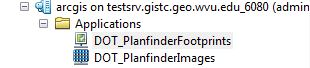 arcgis on testsrv.gistc.geo.wvu.edu_6080 (admin
Applications
DOT_PlanfinderFootprints
DOT_PlanfinderImages